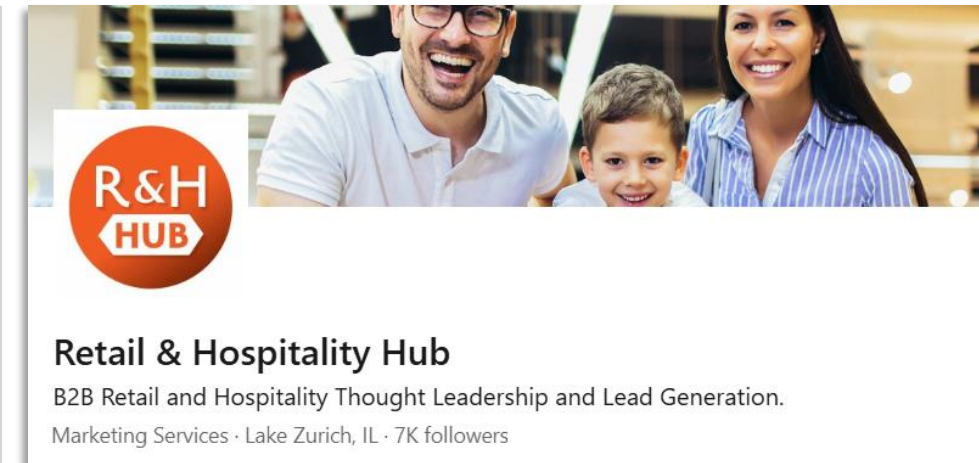 R&H
HUB
Retail & Hospitality Hub
B2B Retail and Hospitality Thought Leadership and Lead Generation.
Marketing Services · Lake Zurich, IL · 7K followers